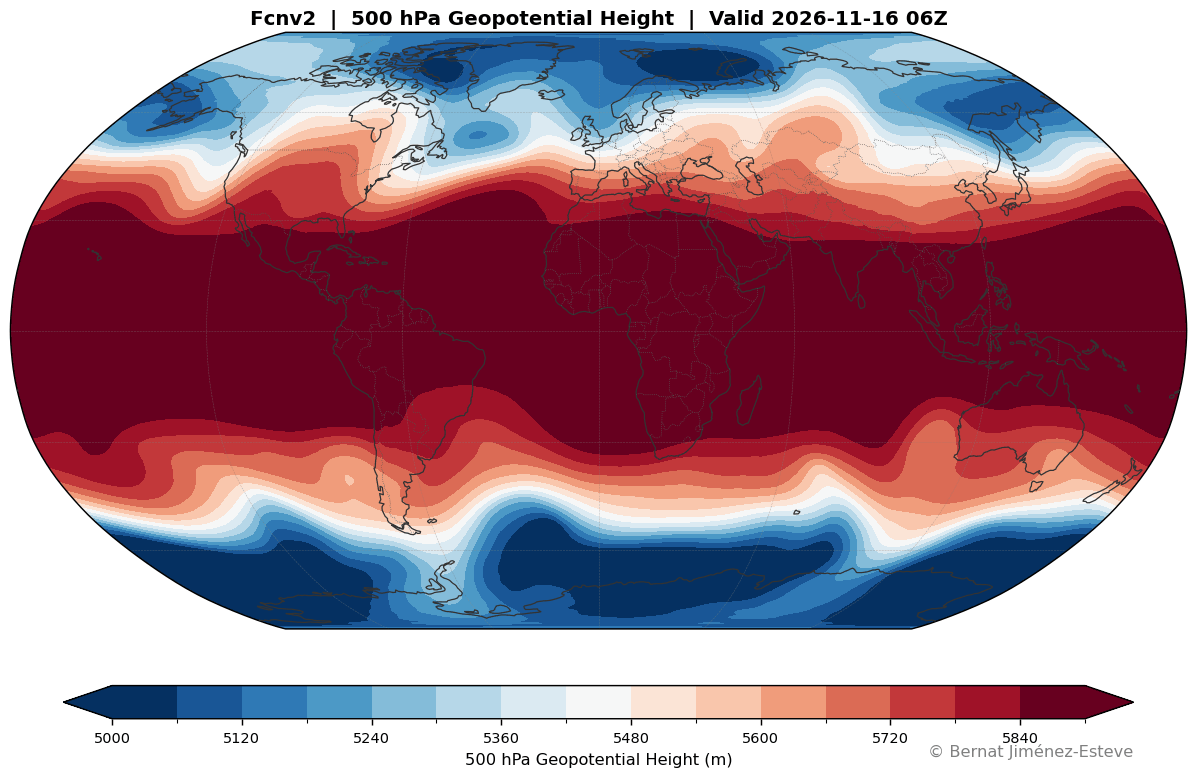 Fcnv2 | 500 hPa Geopotential Height | Valid 2026-11-16 06Z
5000 5120 5240 5360 5480 5600 5720 5840
500 hPa Geopotential Height (m)
© Bernat Jiménez-Esteve